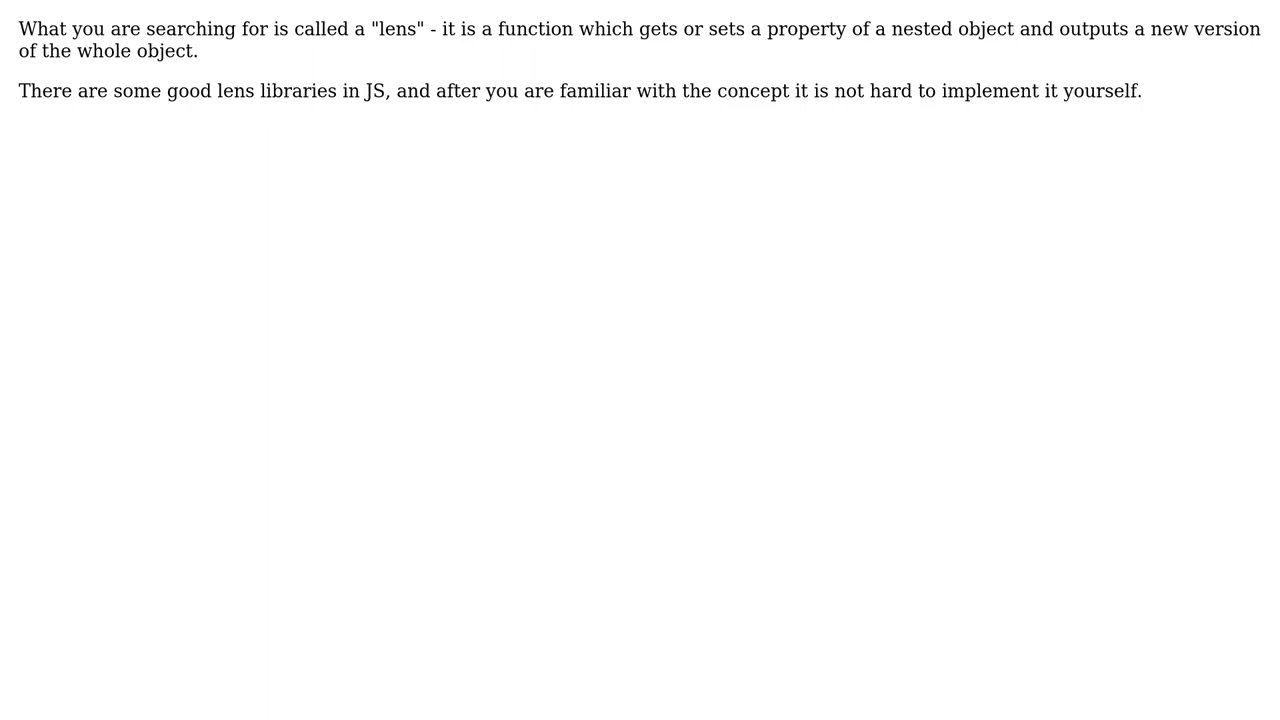 What you are searching for is called a "lens" - it is a function which gets or sets a property of a nested object and outputs a new version
of the whole object.
There are some good lens libraries in JS, and after you are familiar with the concept it is not hard to implement it yourself.